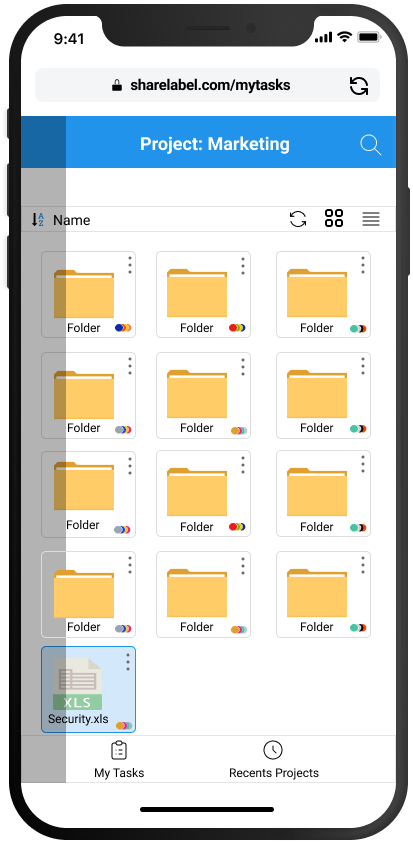 9:41
sharelabel.com/mytasks
Project: Marketing
A Z Name
Folder Folder Folder
Folder Folder Folder
Folder Folder Folder
Folder Folder Folder
XLS
Security.xls
My Tasks Recents Projects